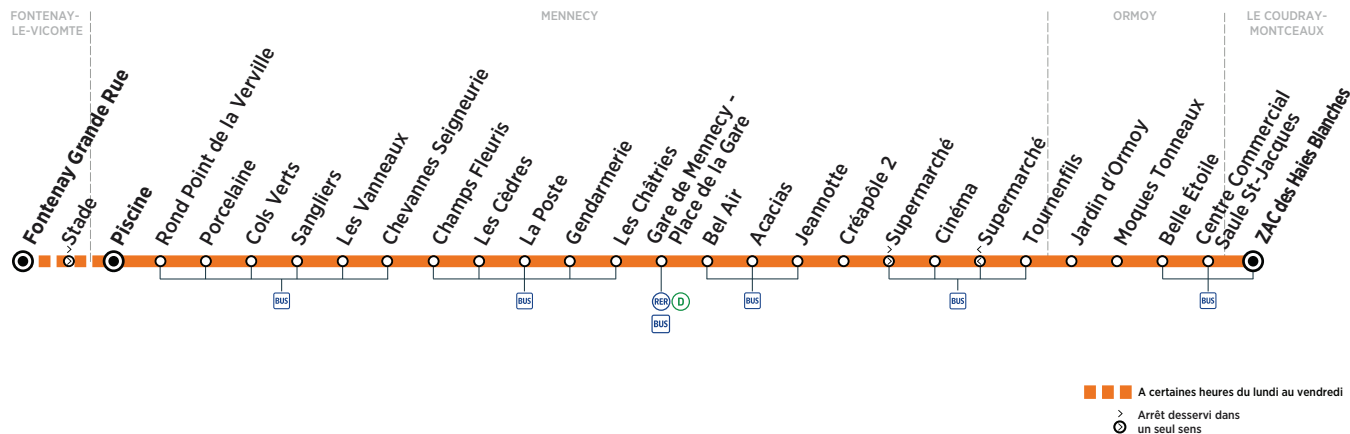 FONTENAY-
LE-VICOMTE
MENNECY
ORMOY
LE COUDRAY-
MONTCEAUX
Fontenay Grande Rue
Stade
Piscine
Rond Point de la Verville
Porcelaine
Cols Verts
Sangliers
Les Vanneaux
Chevannes Seigneurie
Champs Fleuris
Les Cèdres
La Poste
Gendarmerie
Les Châtries
Gare de Mennecy -
Place de la Gare
Bel Air
Acacias
Jeannotte
Créapôle 2
Supermarché
Cinéma
Supermarché
Tournenfils
Jardin d'Ormoy
Moques Tonneaux
Belle Étoile
Centre Commercial
Saule St-Jacques
ZAC des Haies Blanches
BUS
BUS
RER D
BUS
BUS
BUS
BUS
A certaines heures du lundi au vendredi
Arrêt desservi dans
un seul sens